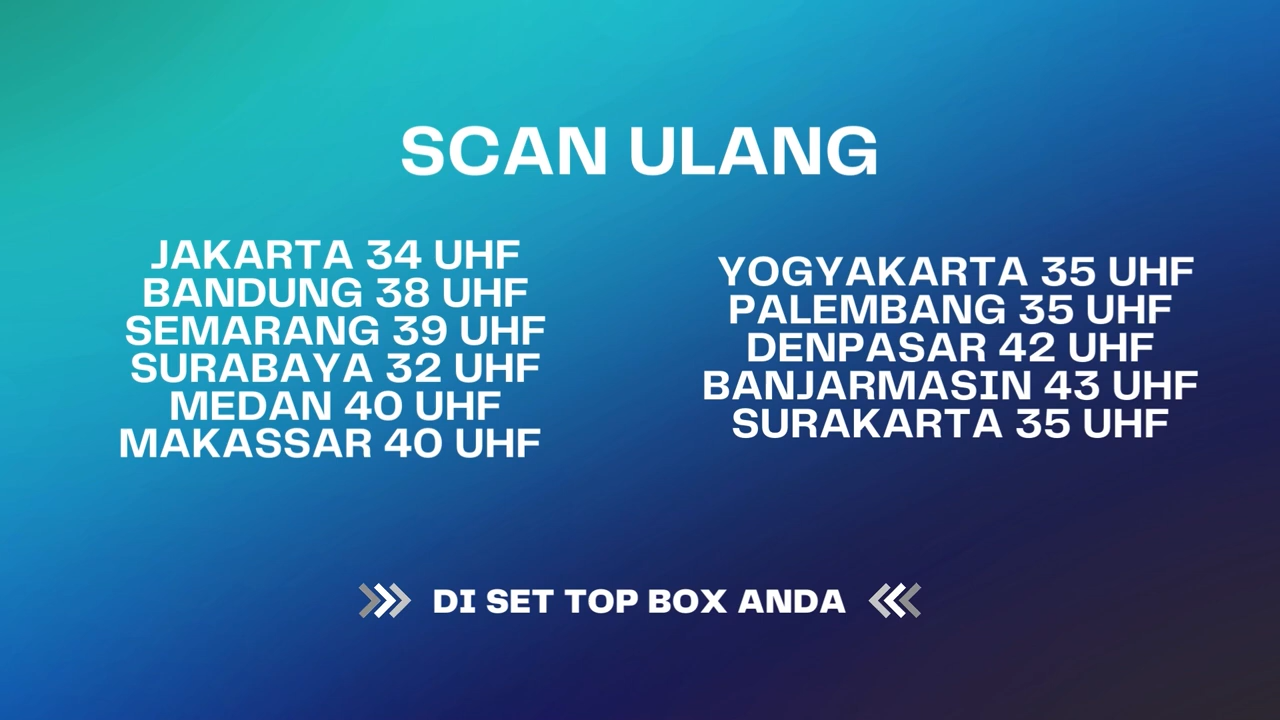 SCAN ULANG
JAKARTA 34 UHF
BANDUNG 38 UHF
SEMARANG 39 UHF
SURABAYA 32 UHF
MEDAN 40 UHF
MAKASSAR 40 UHF
YOGYAKARTA 35 UHF
PALEMBANG 35 UHF
DENPASAR 42 UHF
BANJARMASIN 43 UHF
SURAKARTA 35 UHF
DI SET TOP BOX ANDA